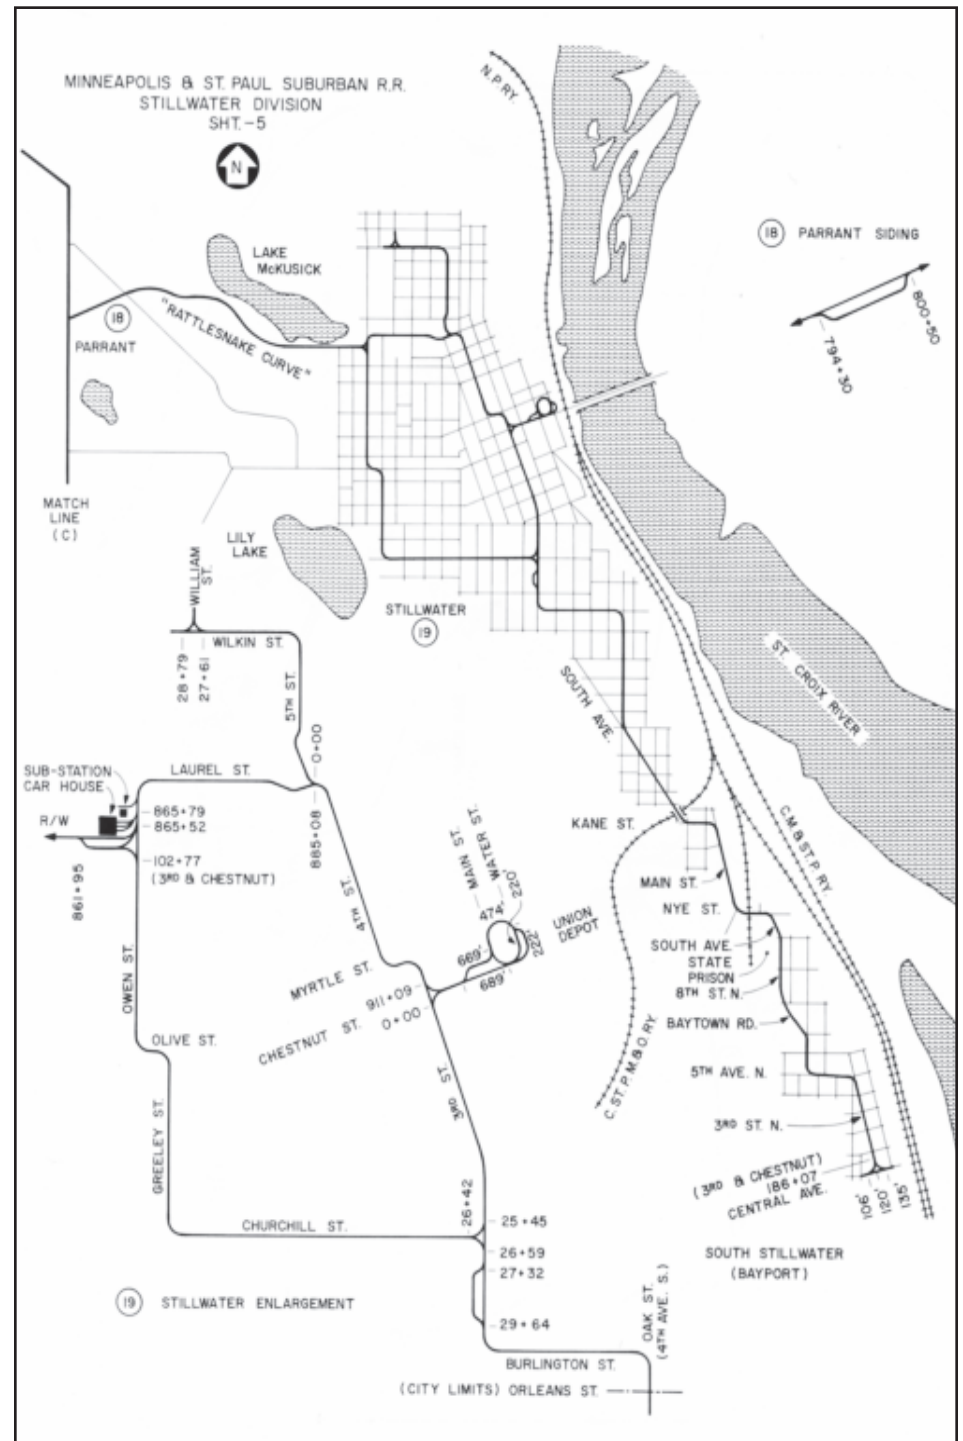 MINNEAPOLIS & ST. PAUL SUBURBAN R.R.
STILLWATER DIVISION
SHT.-5
N
N.P. RY.
LAKE
McKUSICK
18 PARRANT SIDING
800+50
794+30
18
PARRANT
"RATTLESNAKE CURVE"
MATCH
LINE
(C)
LILY
LAKE
STILLWATER
19
ST. CROIX RIVER
SOUTH AVE.
WILLIAM
ST.
WILKIN ST.
28+79
27+61
5TH ST.
0+00
SUB-STATION
CAR HOUSE
LAUREL ST.
R/W
865+79
865+52
102+77
(3RD & CHESTNUT)
861+95
885+08
4TH ST.
MAIN ST.
WATER ST.
220'
474'
222'
669'
689'
UNION
DEPOT
MYRTLE ST.
CHESTNUT ST.
911+09
0+00
OWEN ST.
OLIVE ST.
GREELEY ST.
3RD ST.
CHURCHILL ST.
26+42
25+45
26+59
27+32
29+64
19 STILLWATER ENLARGEMENT
BURLINGTON ST.
OAK ST.
(4TH AVE. S.)
(CITY LIMITS) ORLEANS ST.
KANE ST.
C.M.& ST.P. RY.
MAIN ST.
NYE ST.
SOUTH AVE.
STATE
PRISON
8TH ST. N.
BAYTOWN RD.
C. ST. P. M. & O. RY
5TH AVE. N.
3RD ST. N.
(3RD & CHESTNUT)
186+07
CENTRAL AVE.
106'
120'
135'
SOUTH STILLWATER
(BAYPORT)